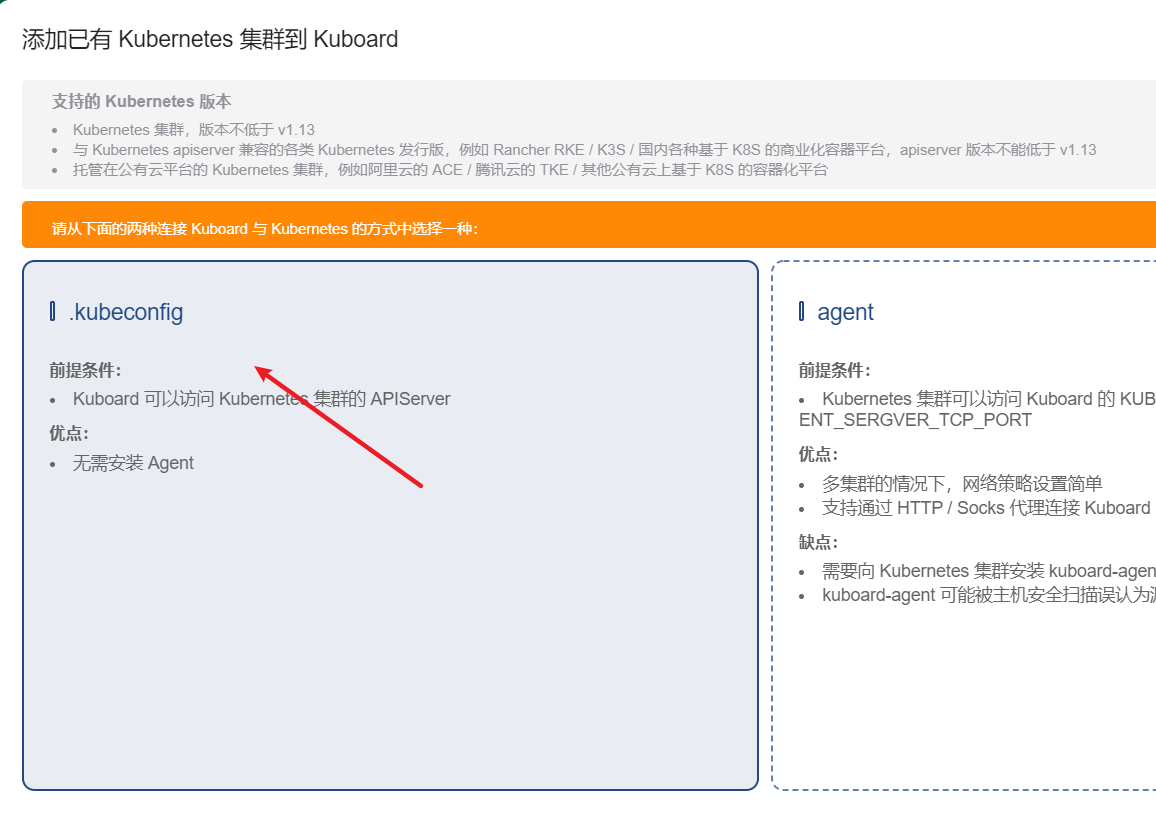 添加已有 Kubernetes 集群到 Kuboard
支持的 Kubernetes 版本
• Kubernetes 集群，版本不低于 v1.13
• 与 Kubernetes apiserver 兼容的各类 Kubernetes 发行版，例如 Rancher RKE / K3S / 国内各种基于 K8S 的商业化容器平台，apiserver 版本不能低于 v1.13
• 托管在公有云平台的 Kubernetes 集群，例如阿里云的 ACE / 腾讯云的 TKE / 其他公有云上基于 K8S 的容器化平台
请从下面的两种连接 Kuboard 与 Kubernetes 的方式中选择一种：
.kubeconfig
前提条件：
• Kuboard 可以访问 Kubernetes 集群的 APIServer
优点：
• 无需安装 Agent
agent
前提条件：
• Kubernetes 集群可以访问 Kuboard 的 KUB
ENT_SERGVER_TCP_PORT
优点：
• 多集群的情况下，网络策略设置简单
• 支持通过 HTTP / Socks 代理连接 Kuboard
缺点：
• 需要向 Kubernetes 集群安装 kuboard-agen
• kuboard-agent 可能被主机安全扫描误认为